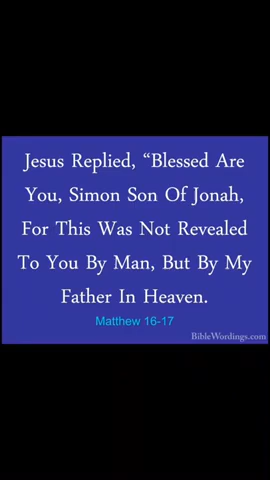 Jesus Replied, “Blessed Are
You, Simon Son Of Jonah,
For This Was Not Revealed
To You By Man, But By My
Father In Heaven.
Matthew 16-17
BibleWordings.com